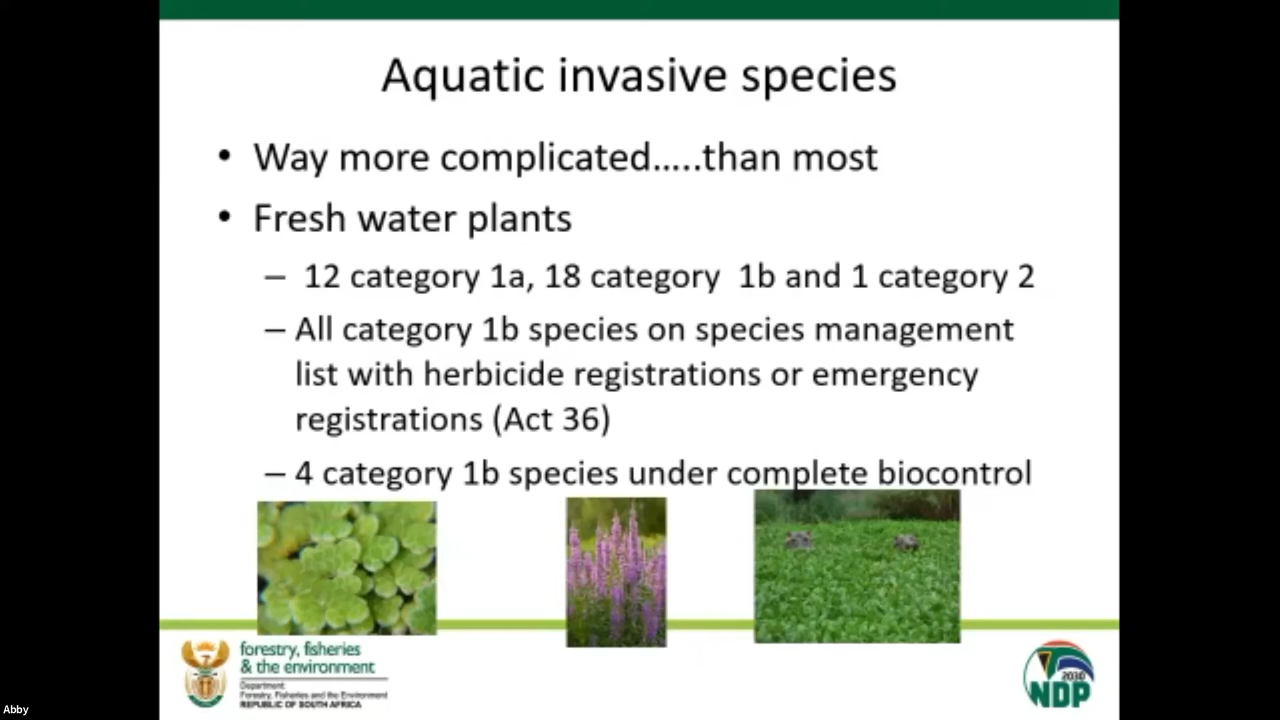 Aquatic invasive species
• Way more complicated…..than most
• Fresh water plants
– 12 category 1a, 18 category 1b and 1 category 2
– All category 1b species on species management
list with herbicide registrations or emergency
registrations (Act 36)
– 4 category 1b species under complete biocontrol
forestry, fisheries
& the environment
Department:
Forestry, Fisheries and the Environment
REPUBLIC OF SOUTH AFRICA
2030
NDP
Abby